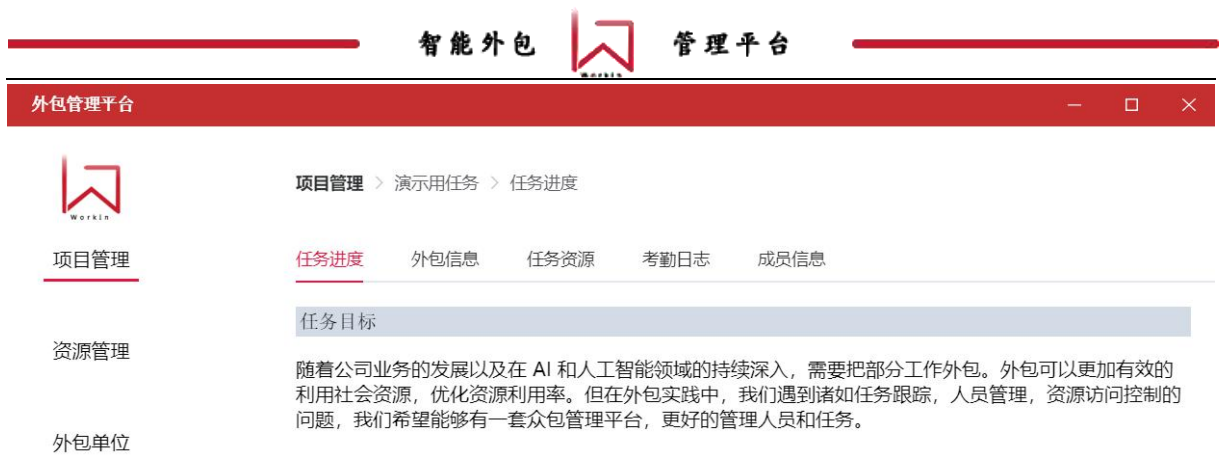 智能外包 Workin 管理平台
外包管理平台
Workin
项目管理 > 演示用任务 > 任务进度
项目管理
任务进度 外包信息 任务资源 考勤日志 成员信息
任务目标
资源管理
随着公司业务的发展以及在 AI 和人工智能领域的持续深入，需要把部分工作外包。外包可以更加有效的
利用社会资源，优化资源利用率。但在外包实践中，我们遇到诸如任务跟踪，人员管理，资源访问控制的
问题，我们希望能够有一套众包管理平台，更好的管理人员和任务。
外包单位